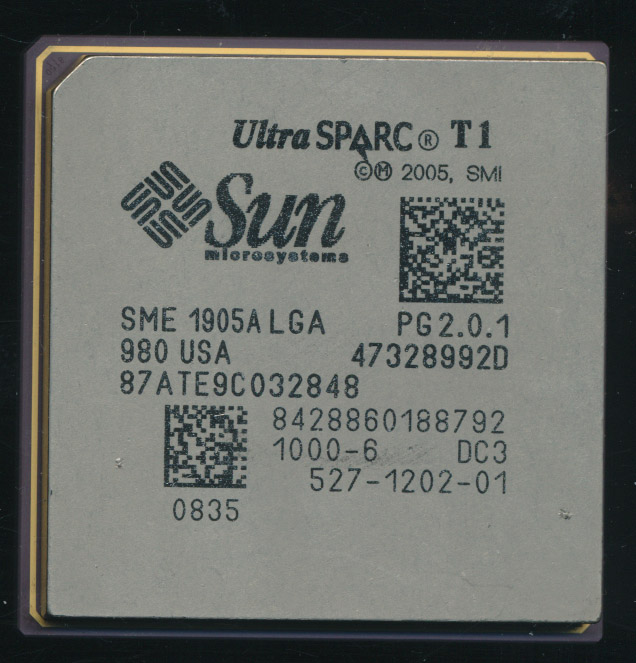 UltraSPARC® T1
©Ⓜ 2005, SMI
Sun
microsystems
SME 1905A LGA PG2.0.1
980 USA 47328992D
87ATE9C032848
8428860188792
1000-6 DC3
527-1202-01
0835